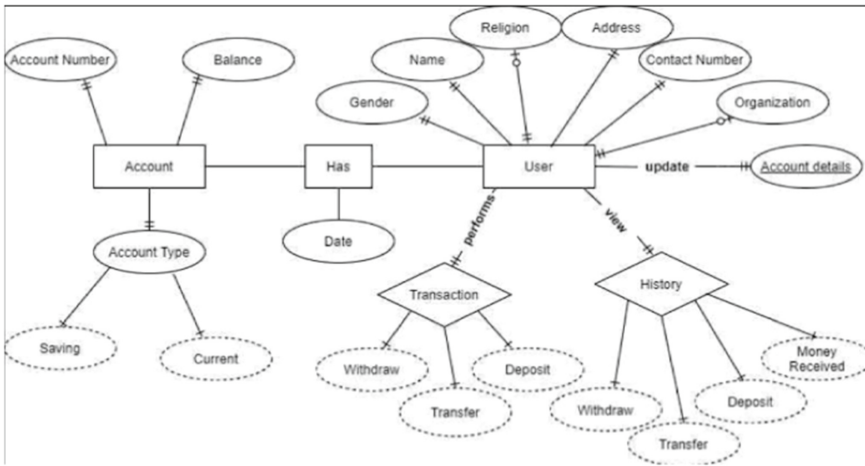 Religion
Address
Account Number
Balance
Name
Contact Number
Gender
Organization
Account
Has
User
update
Account details
performs
view
Account Type
Date
Transaction
History
Saving
Current
Withdraw
Deposit
Transfer
Withdraw
Transfer
Deposit
Money
Received